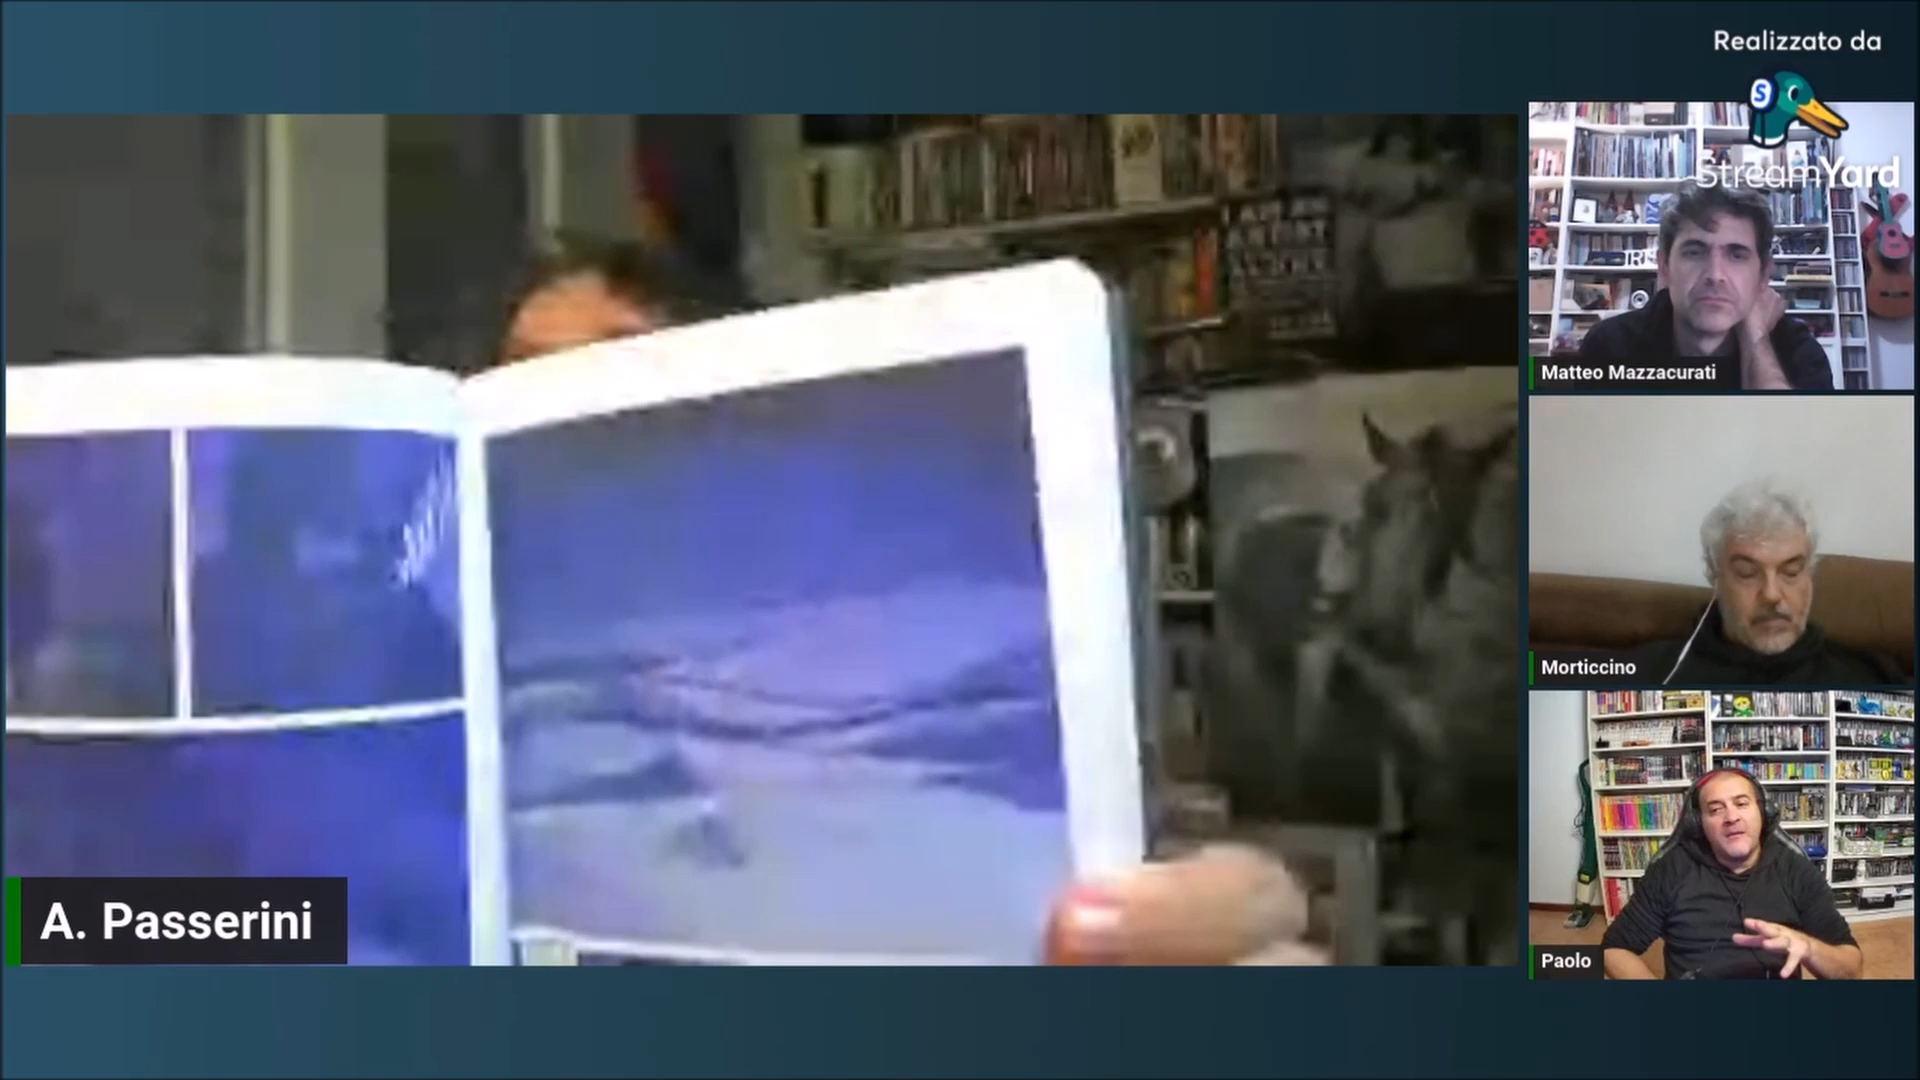 Realizzato da
StreamYard
Matteo Mazzacurati
Morticcino
Paolo
A. Passerini